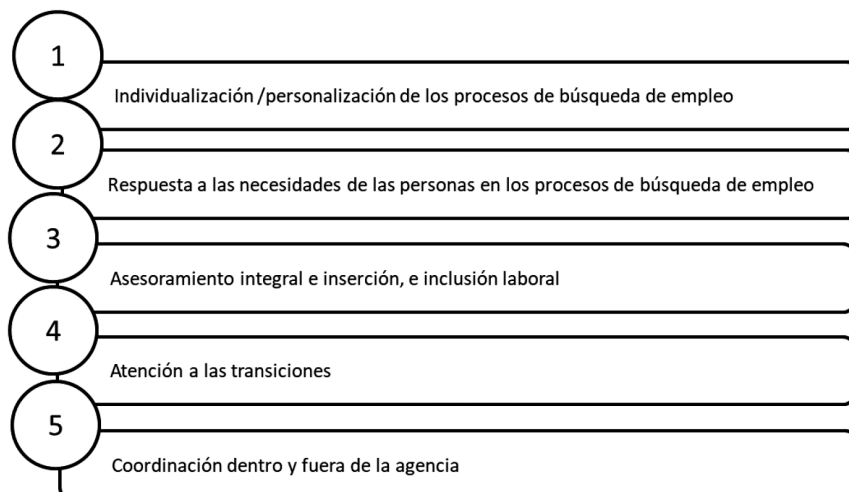 1
Individualización /personalización de los procesos de búsqueda de empleo
2
Respuesta a las necesidades de las personas en los procesos de búsqueda de empleo
3
Asesoramiento integral e inserción, e inclusión laboral
4
Atención a las transiciones
5
Coordinación dentro y fuera de la agencia